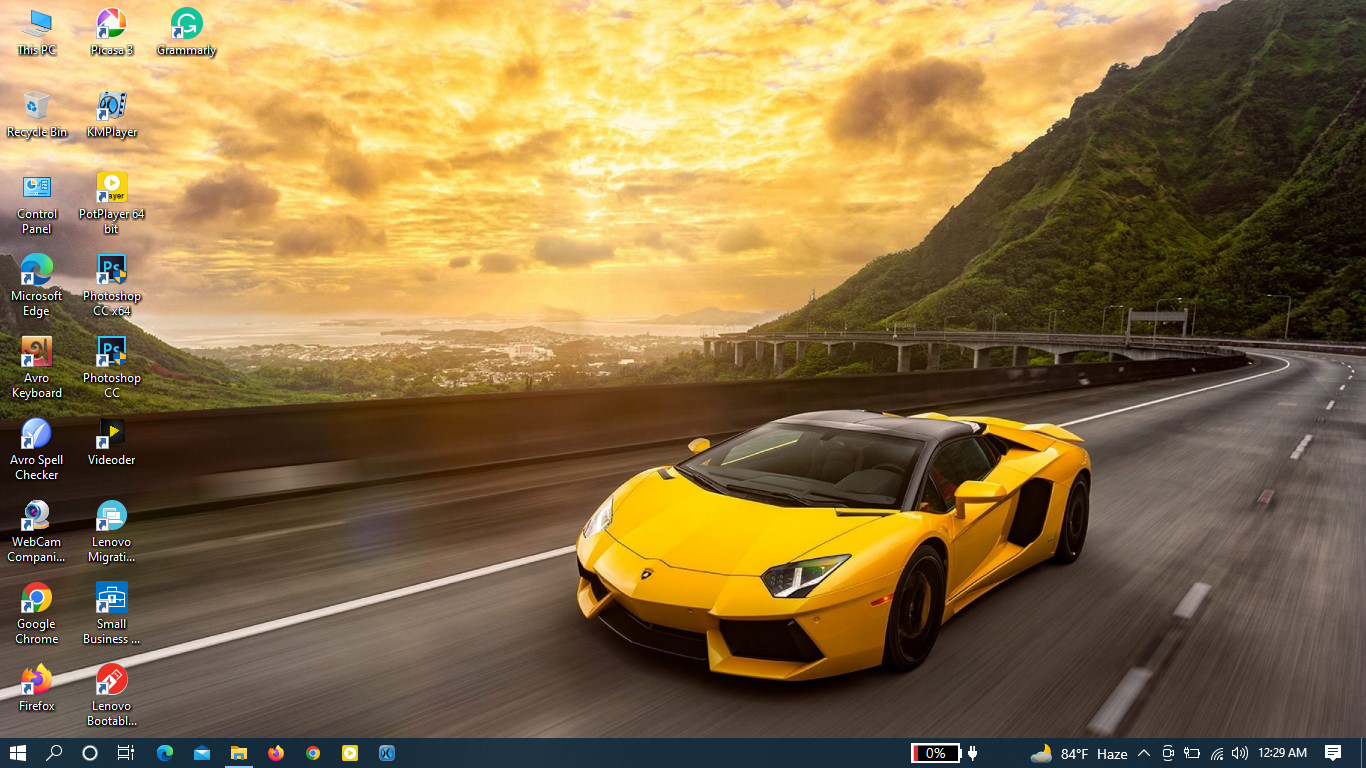 This PC
Picasa 3
Grammarly
Recycle Bin
KMPlayer
Control
Panel
PotPlayer 64
bit
Microsoft
Edge
Photoshop
CC x64
Avro
Keyboard
Photoshop
CC
Avro Spell
Checker
Videoder
WebCam
Compani...
Lenovo
Migrati...
Google
Chrome
Small
Business ...
Firefox
Lenovo
Bootabl...
0%
84°F Haze
12:29 AM